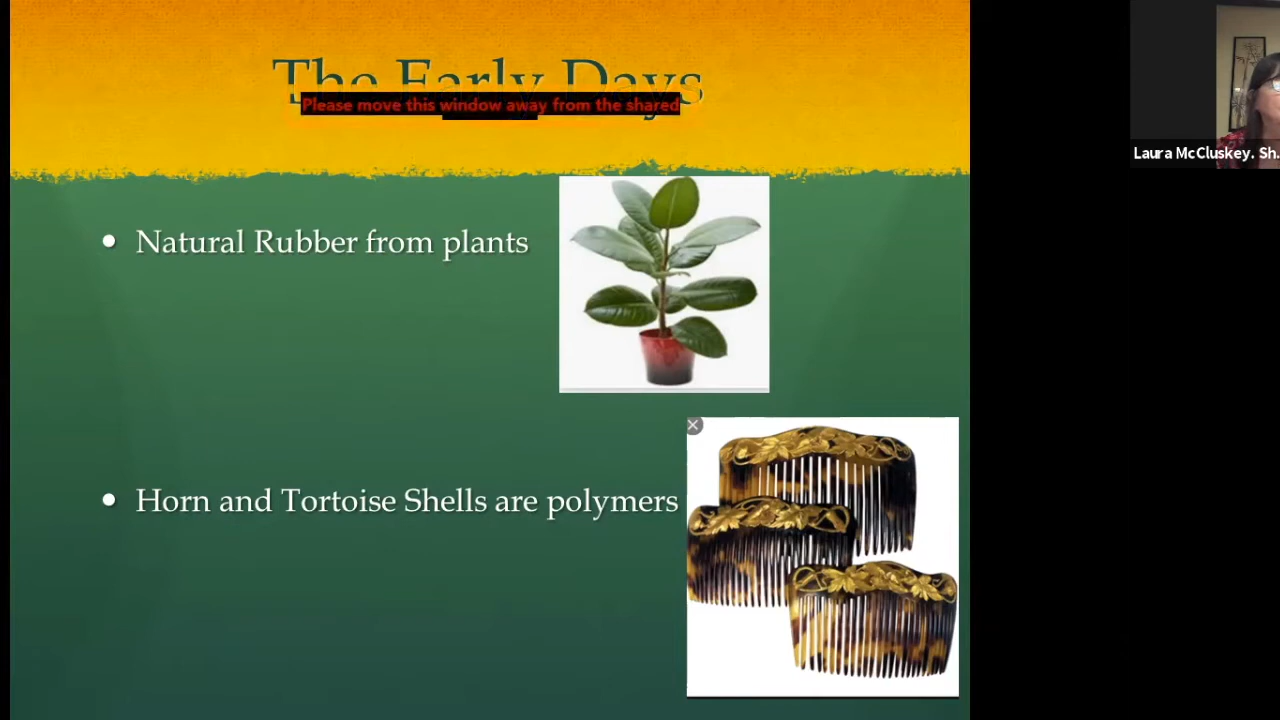 The Early Days
Please move this window away from the shared
• Natural Rubber from plants
• Horn and Tortoise Shells are polymers
Laura McCluskey. Sh.